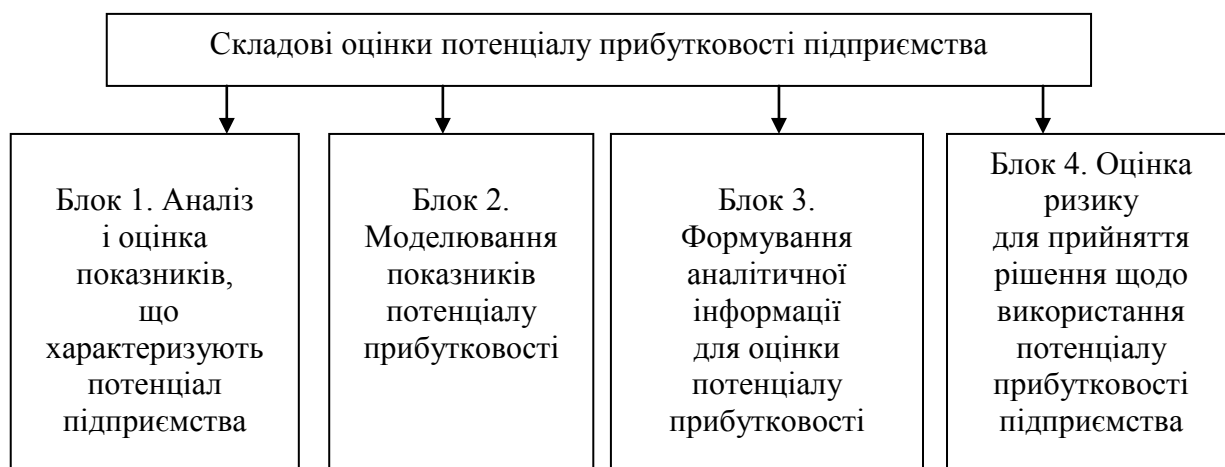 Складові оцінки потенціалу прибутковості підприємства
Блок 1. Аналіз
і оцінка
показників,
що
характеризують
потенціал
підприємства
Блок 2.
Моделювання
показників
потенціалу
прибутковості
Блок 3.
Формування
аналітичної
інформації
для оцінки
потенціалу
прибутковості
Блок 4. Оцінка
ризику
для прийняття
рішення щодо
використання
потенціалу
прибутковості
підприємства